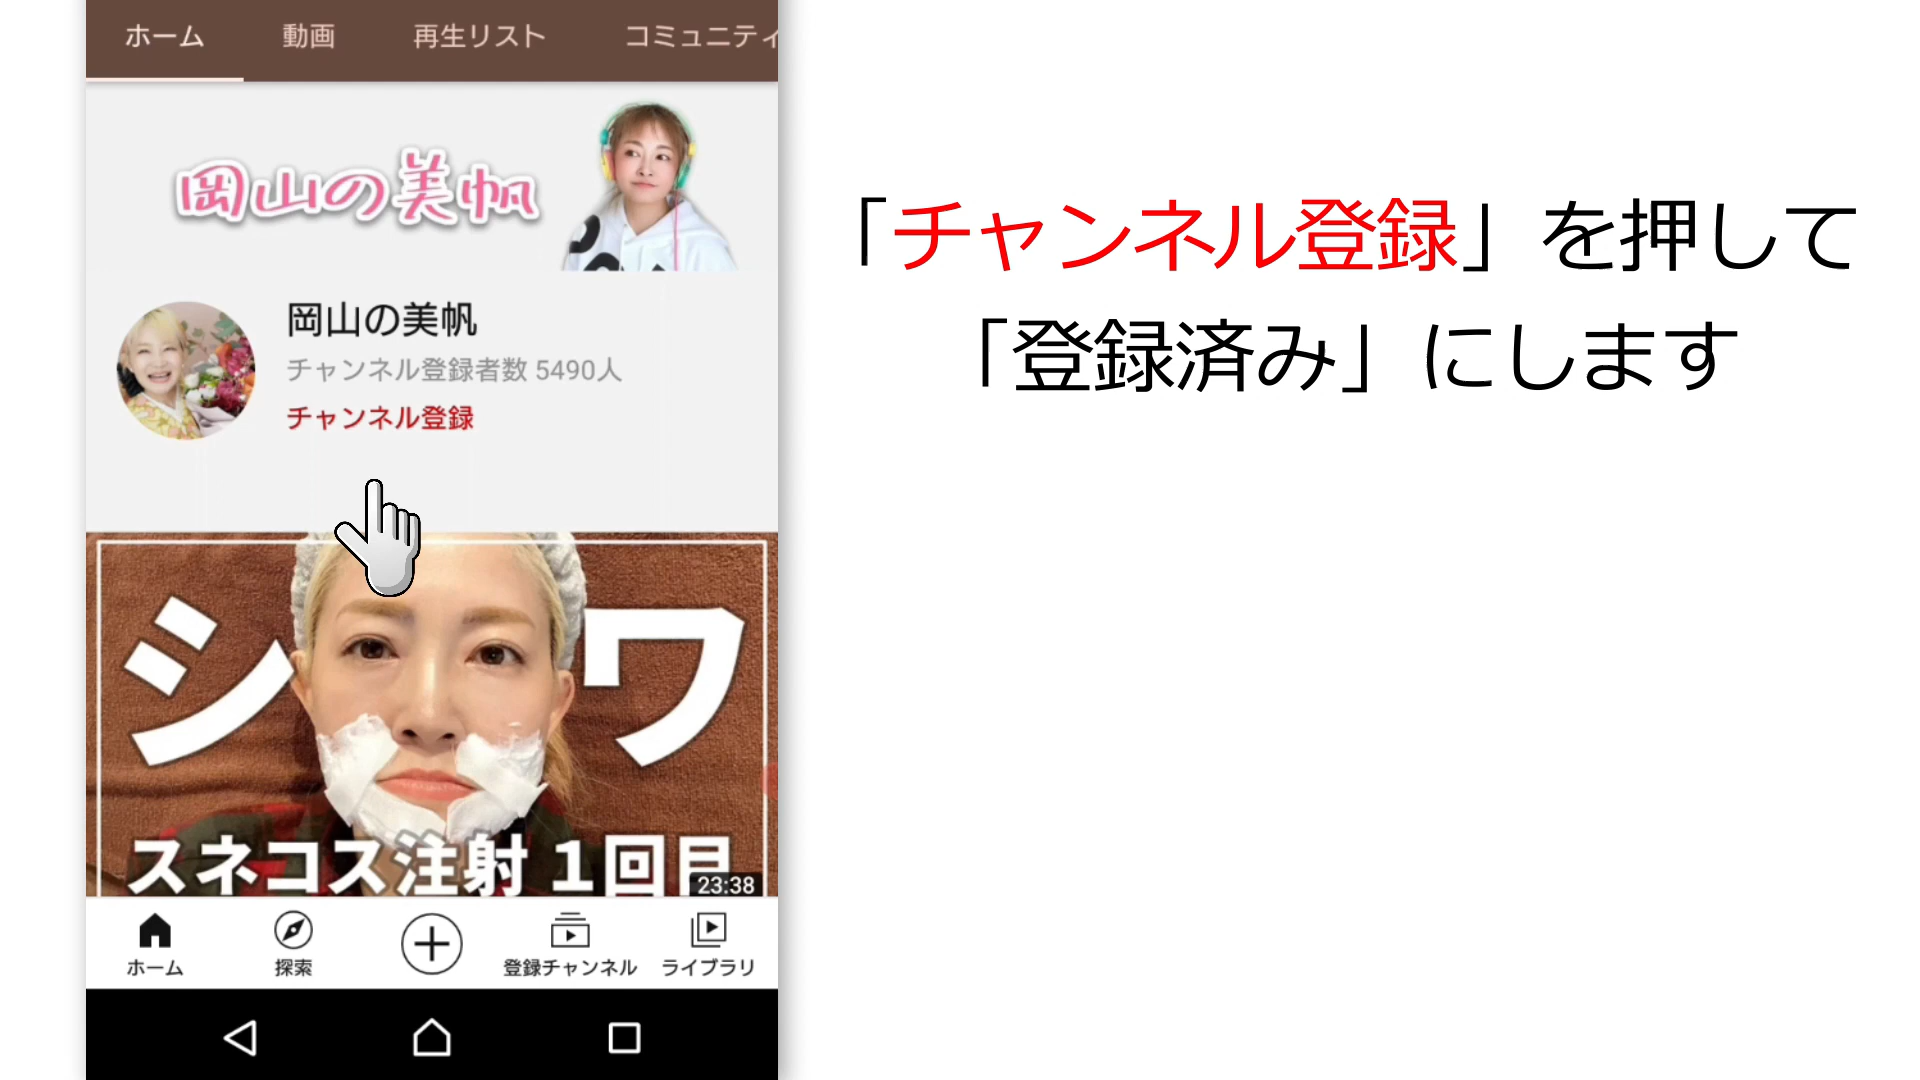 ホーム 動画 再生リスト コミュニティ
岡山の美帆
岡山の美帆
チャンネル登録者数 5490人
チャンネル登録
シワ
スネコス注射 1回目
23:38
ホーム 探索 登録チャンネル ライブラリ
「チャンネル登録」を押して
「登録済み」にします